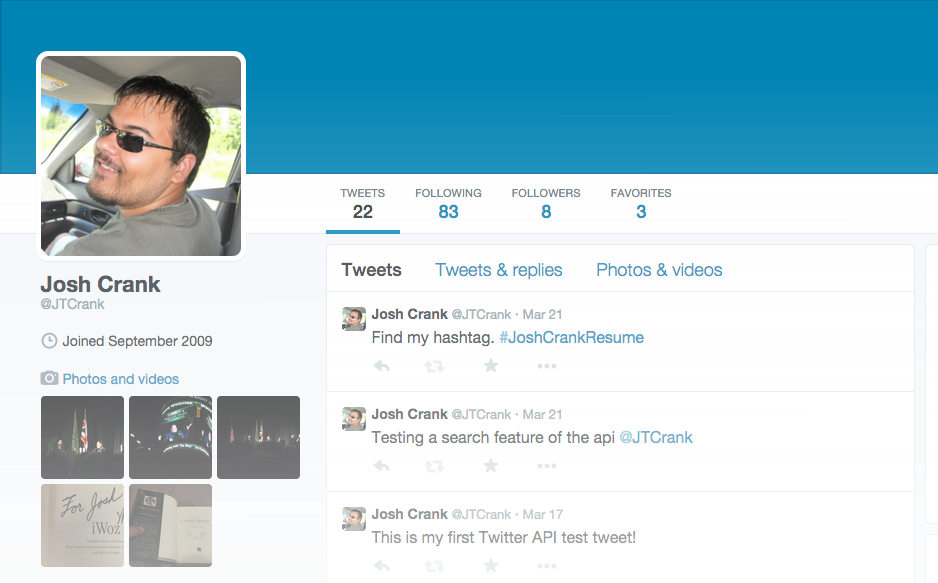 TWEETS FOLLOWING FOLLOWERS FAVORITES
22 83 8 3
Josh Crank
@JTCrank
Joined September 2009
Photos and videos
For Josh
iWoz
Tweets Tweets & replies Photos & videos
Josh Crank @JTCrank · Mar 21
Find my hashtag. #JoshCrankResume
Josh Crank @JTCrank · Mar 21
Testing a search feature of the api @JTCrank
Josh Crank @JTCrank · Mar 17
This is my first Twitter API test tweet!